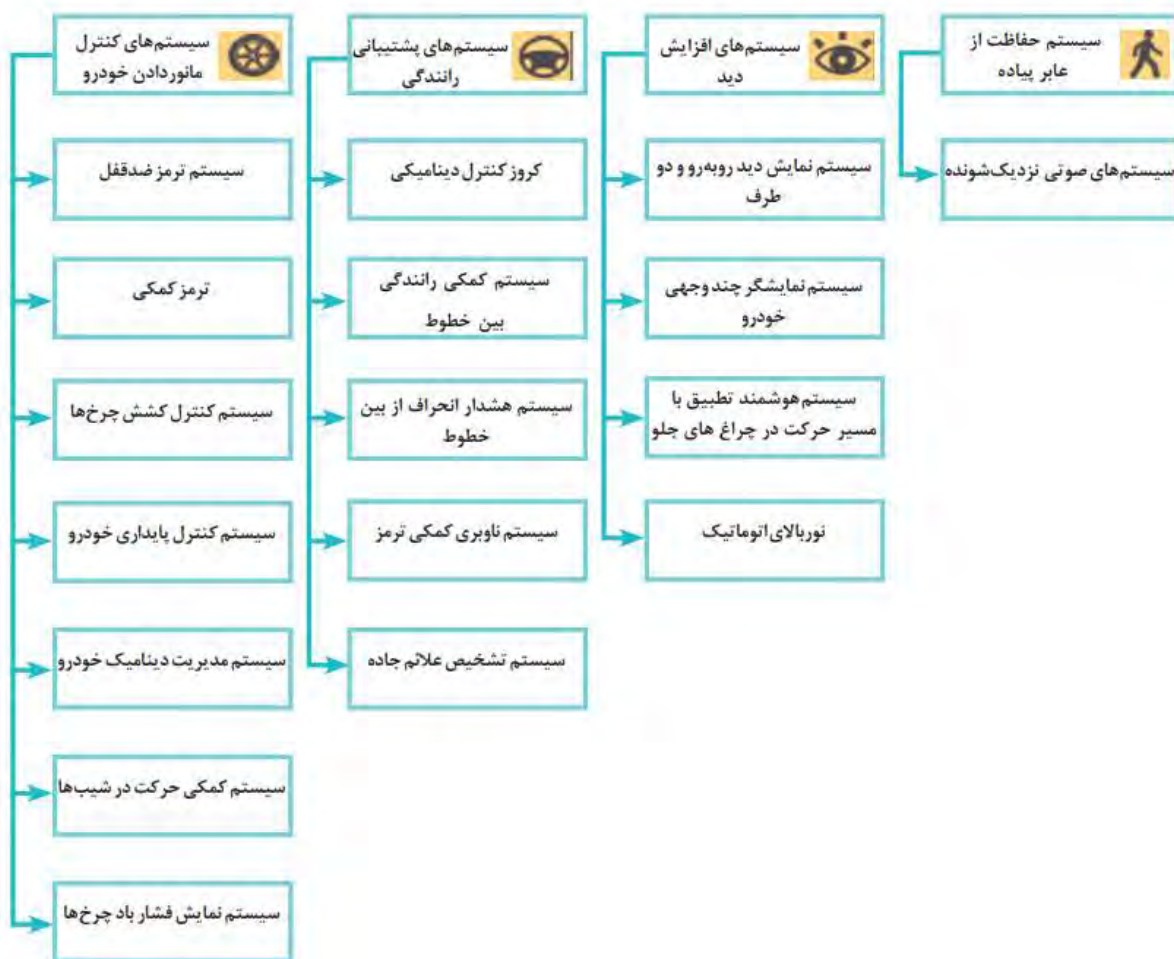 سیستم حفاظت از
عابر پیاده
سیستم‌های صوتی نزدیک‌شونده
سیستم‌های افزایش
دید
سیستم نمایش دید روبه‌رو و دو
طرف
سیستم نمایشگر چند وجهی
خودرو
سیستم هوشمند تطبیق با
مسیر حرکت در چراغ های جلو
نوربالای اتوماتیک
سیستم‌های پشتیبانی
رانندگی
کروز کنترل دینامیکی
سیستم کمکی رانندگی
بین خطوط
سیستم هشدار انحراف از بین
خطوط
سیستم ناوبری کمکی ترمز
سیستم تشخیص علائم جاده
سیستم‌های کنترل
مانوردادن خودرو
سیستم ترمز ضدقفل
ترمز کمکی
سیستم کنترل کشش چرخ‌ها
سیستم کنترل پایداری خودرو
سیستم مدیریت دینامیک خودرو
سیستم کمکی حرکت در شیب‌ها
سیستم نمایش فشار باد چرخ‌ها